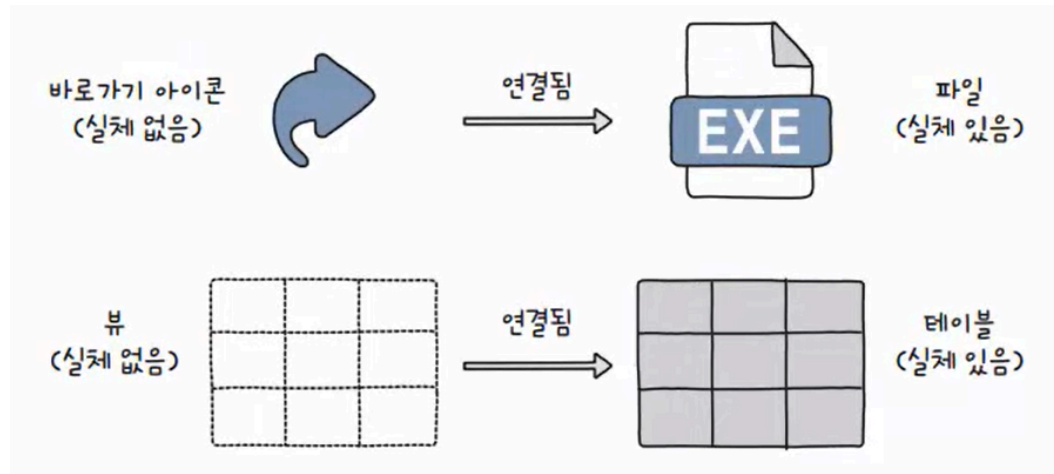 바로가기 아이콘
(실체 없음)
연결됨
EXE
파일
(실체 있음)
뷰
(실체 없음)
연결됨
테이블
(실체 있음)